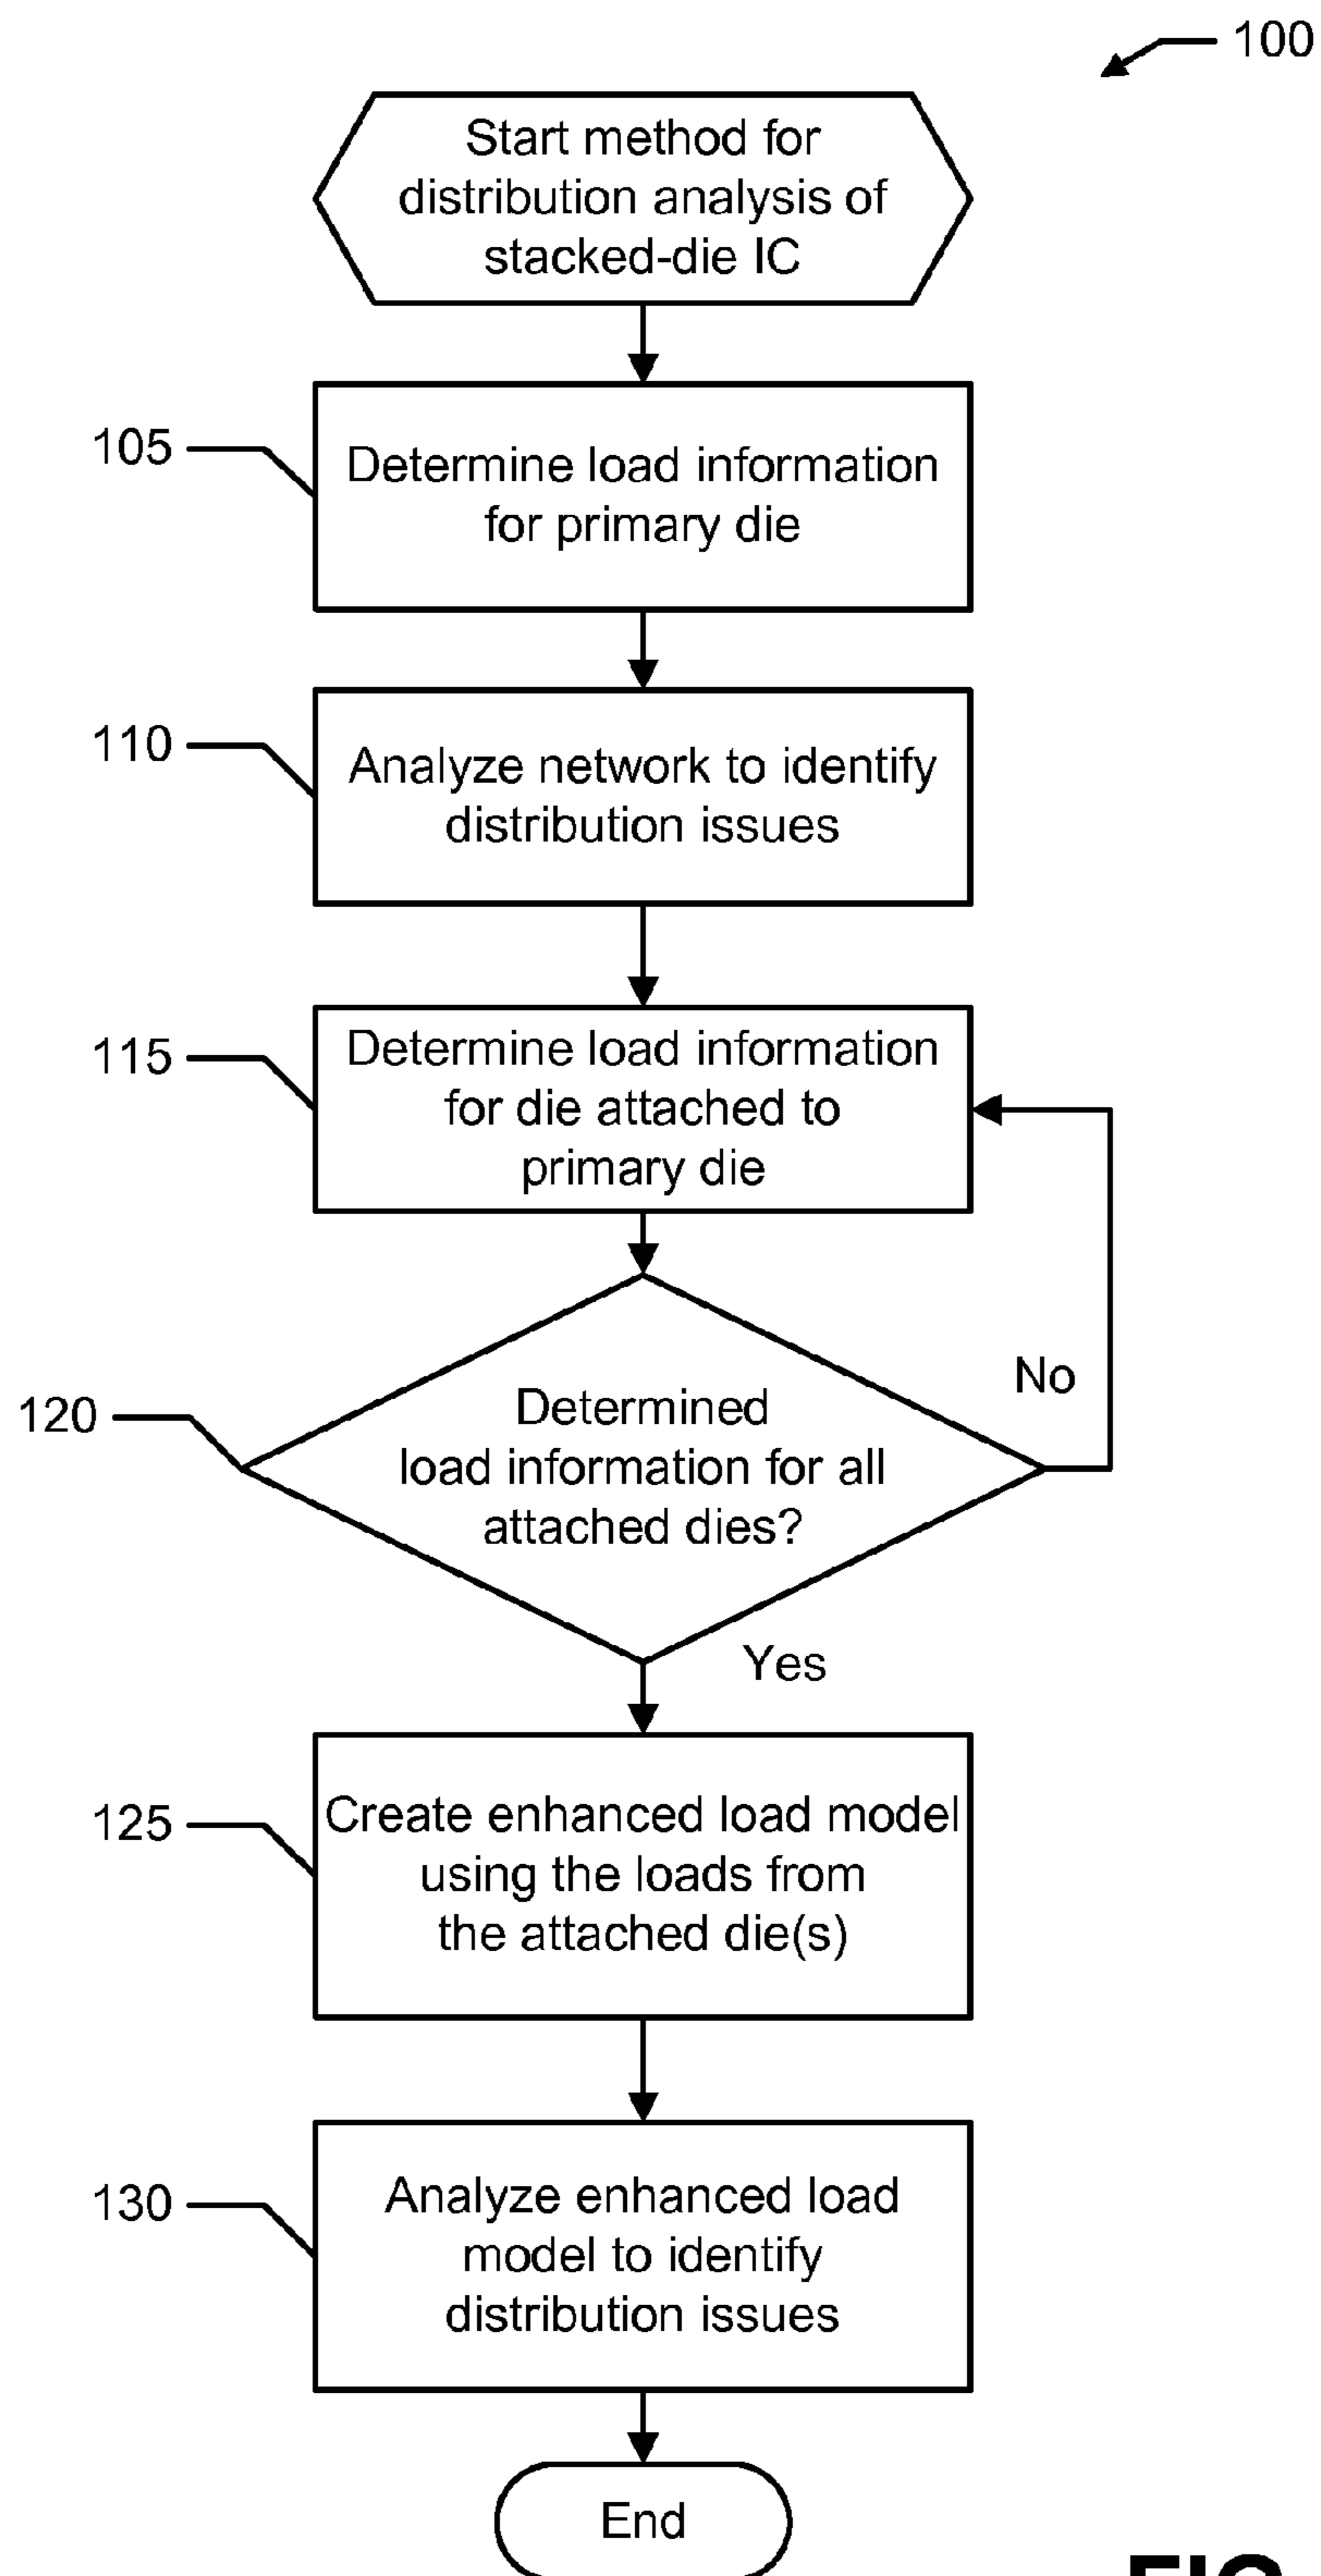 100
Start method for
distribution analysis of
stacked-die IC
105
Determine load information
for primary die
110
Analyze network to identify
distribution issues
115
Determine load information
for die attached to
primary die
120
Determined
load information for all
attached dies?
No
Yes
125
Create enhanced load model
using the loads from
the attached die(s)
130
Analyze enhanced load
model to identify
distribution issues
End
FIG